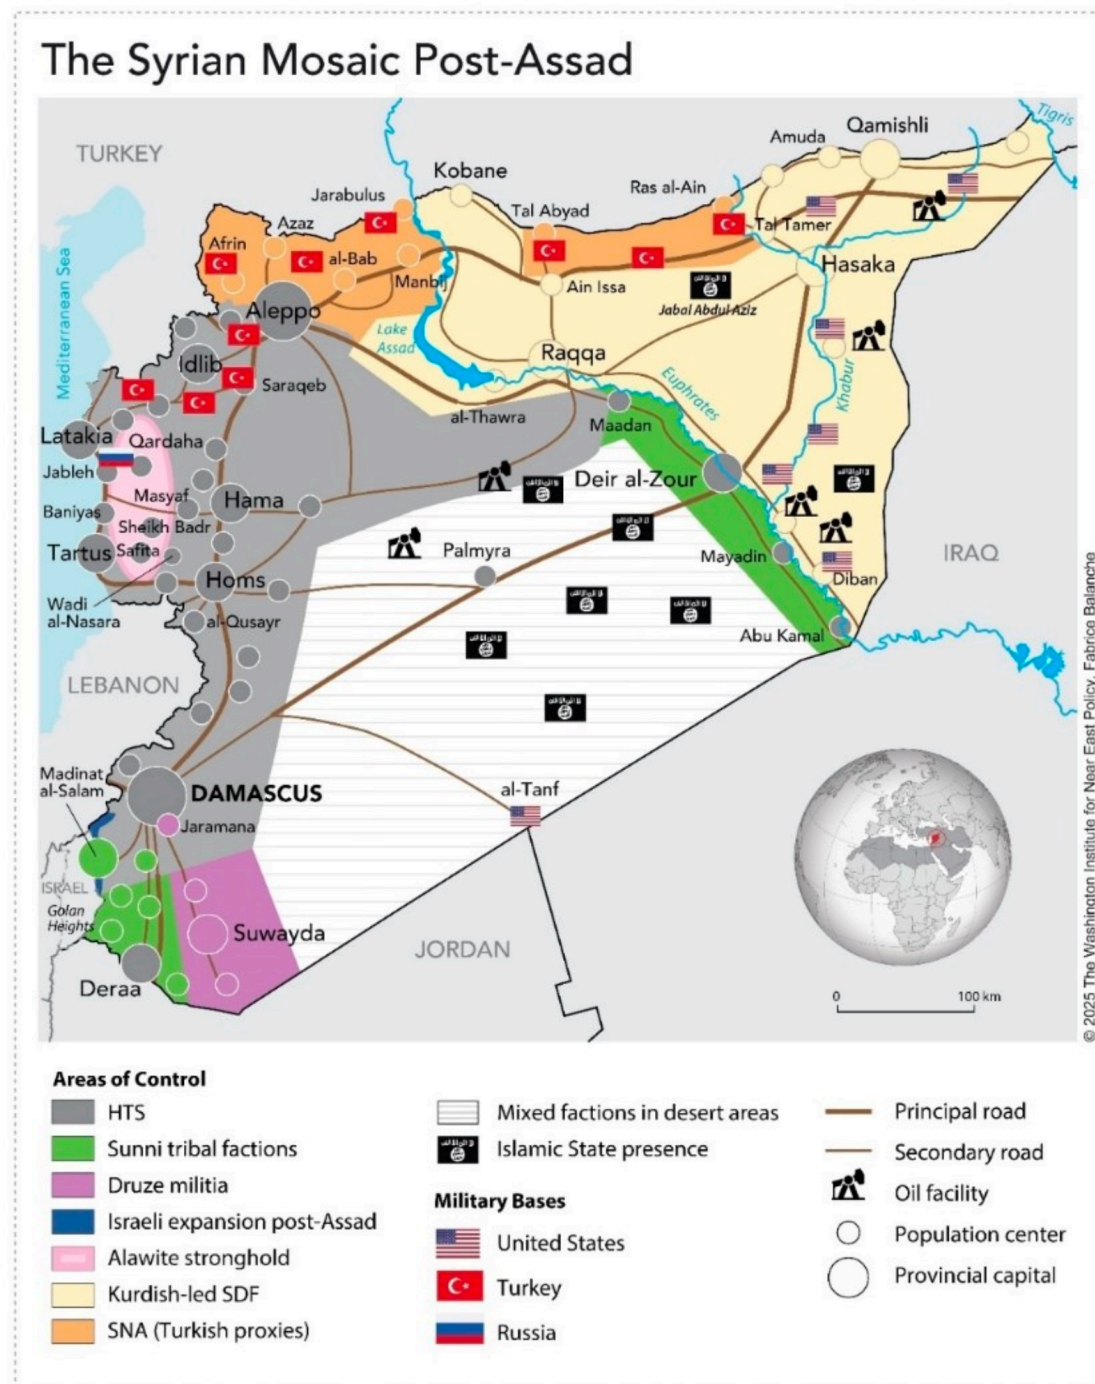 The Syrian Mosaic Post-Assad
TURKEY
Tigris
Qamishli
Amuda
Kobane
Ras al-Ain
Jarabulus
Tal Abyad
Azaz
Tal Tamer
Afrin
al-Bab
Hasaka
Manbij
Ain Issa
Mediterranean Sea
Aleppo
Jabal Abdul Aziz
Lake
Assad
Raqqa
Idlib
Khabur
Saraqeb
Euphrates
al-Thawra
Maadan
Latakia
Qardaha
Jableh
Deir al-Zour
Masyaf
Hama
Baniyas
Sheikh Badr
Tartus
Safita
Palmyra
Mayadin
IRAQ
Homs
Diban
Wadi
al-Nasara
al-Qusayr
Abu Kamal
LEBANON
Madinat
al-Salam
DAMASCUS
al-Tanf
Jaramana
ISRAEL
Golan
Heights
Suwayda
JORDAN
Deraa
0 100 km
© 2025 The Washington Institute for Near East Policy, Fabrice Balanche
Areas of Control
HTS
Sunni tribal factions
Druze militia
Israeli expansion post-Assad
Alawite stronghold
Kurdish-led SDF
SNA (Turkish proxies)
Mixed factions in desert areas
Islamic State presence
Military Bases
United States
Turkey
Russia
Principal road
Secondary road
Oil facility
Population center
Provincial capital